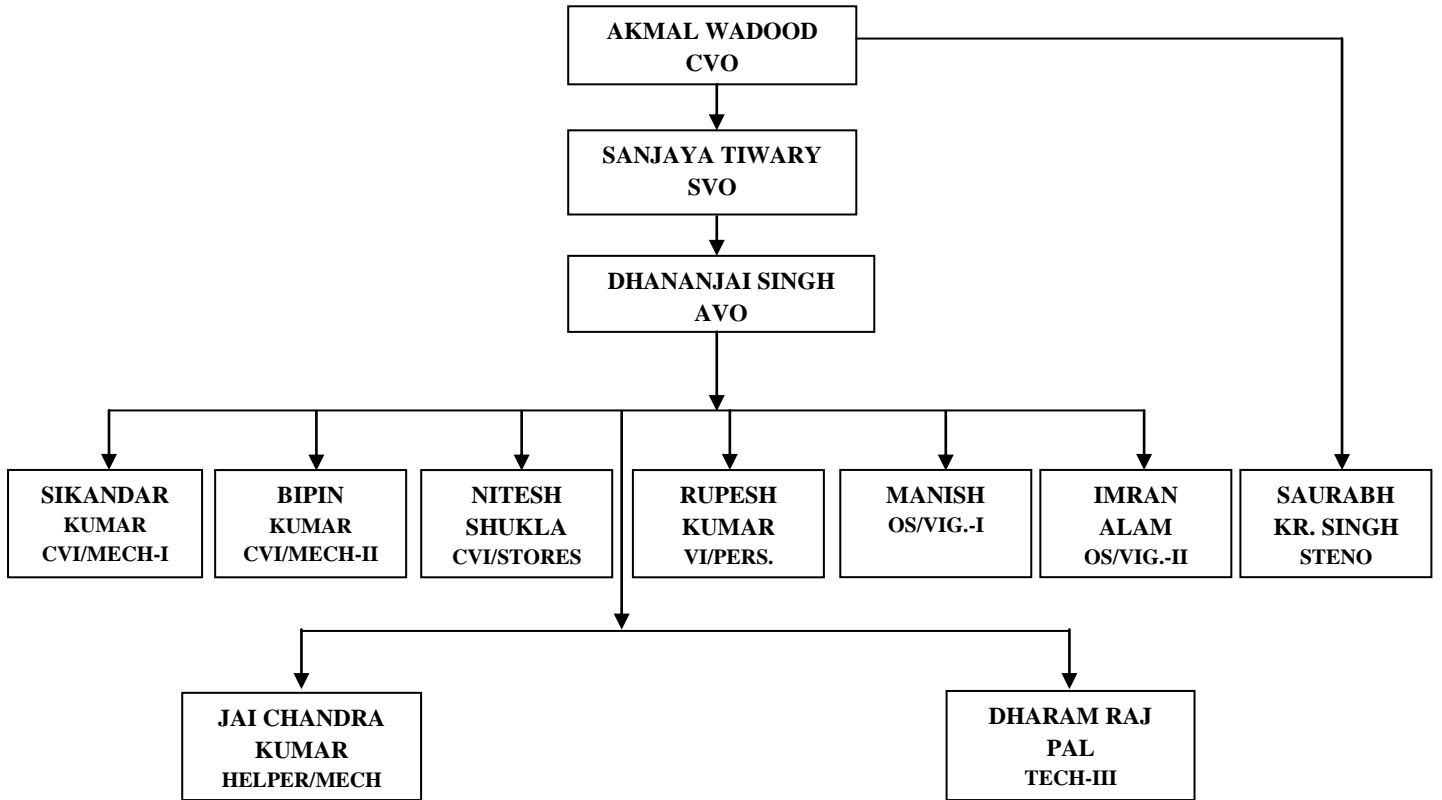 AKMAL WADOOD
CVO
SANJAYA TIWARY
SVO
DHANANJAI SINGH
AVO
SIKANDAR
KUMAR
CVI/MECH-I
BIPIN
KUMAR
CVI/MECH-II
NITESH
SHUKLA
CVI/STORES
RUPESH
KUMAR
VI/PERS.
MANISH
OS/VIG.-I
IMRAN
ALAM
OS/VIG.-II
SAURABH
KR. SINGH
STENO
JAI CHANDRA
KUMAR
HELPER/MECH
DHARAM RAJ
PAL
TECH-III